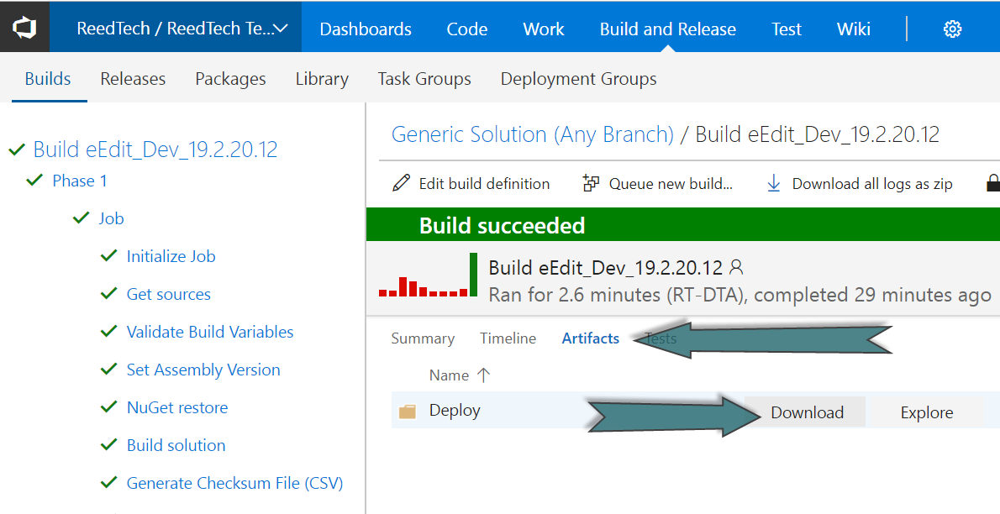 ReedTech / ReedTech Te...
Dashboards
Code
Work
Build and Release
Test
Wiki
Builds
Releases
Packages
Library
Task Groups
Deployment Groups
Build eEdit_Dev_19.2.20.12
Phase 1
Job
Initialize Job
Get sources
Validate Build Variables
Set Assembly Version
NuGet restore
Build solution
Generate Checksum File (CSV)
Generic Solution (Any Branch) / Build eEdit_Dev_19.2.20.12
Edit build definition
Queue new build...
Download all logs as zip
Build succeeded
Build eEdit_Dev_19.2.20.12
Ran for 2.6 minutes (RT-DTA), completed 29 minutes ago
Summary
Timeline
Artifacts
Tests
Name
Deploy
Download
Explore